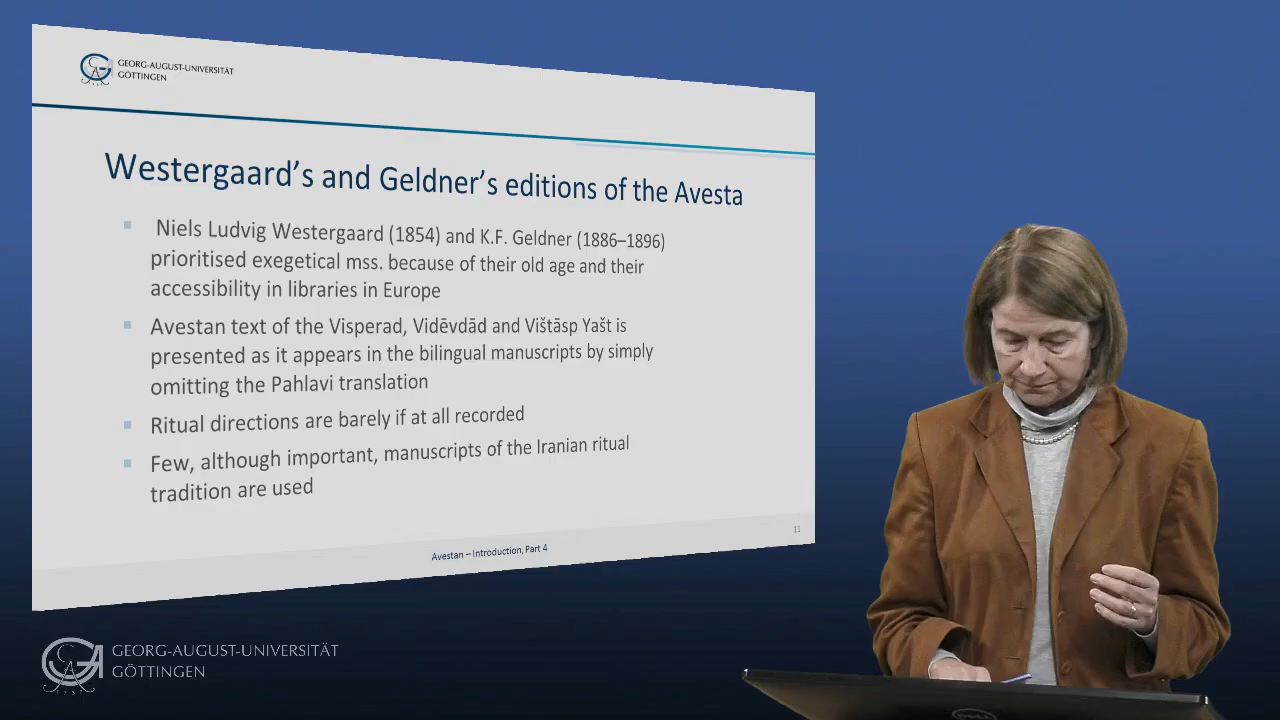 GEORG-AUGUST-UNIVERSITÄT
GÖTTINGEN
Westergaard's and Geldner's editions of the Avesta
Niels Ludvig Westergaard (1854) and K.F. Geldner (1886–1896)
prioritised exegetical mss. because of their old age and their
accessibility in libraries in Europe
Avestan text of the Visperad, Vidēvdād and Vištāsp Yašt is
presented as it appears in the bilingual manuscripts by simply
omitting the Pahlavi translation
Ritual directions are barely if at all recorded
Few, although important, manuscripts of the Iranian ritual
tradition are used
11
Avestan – Introduction, Part 4
GEORG-AUGUST-UNIVERSITÄT
GÖTTINGEN